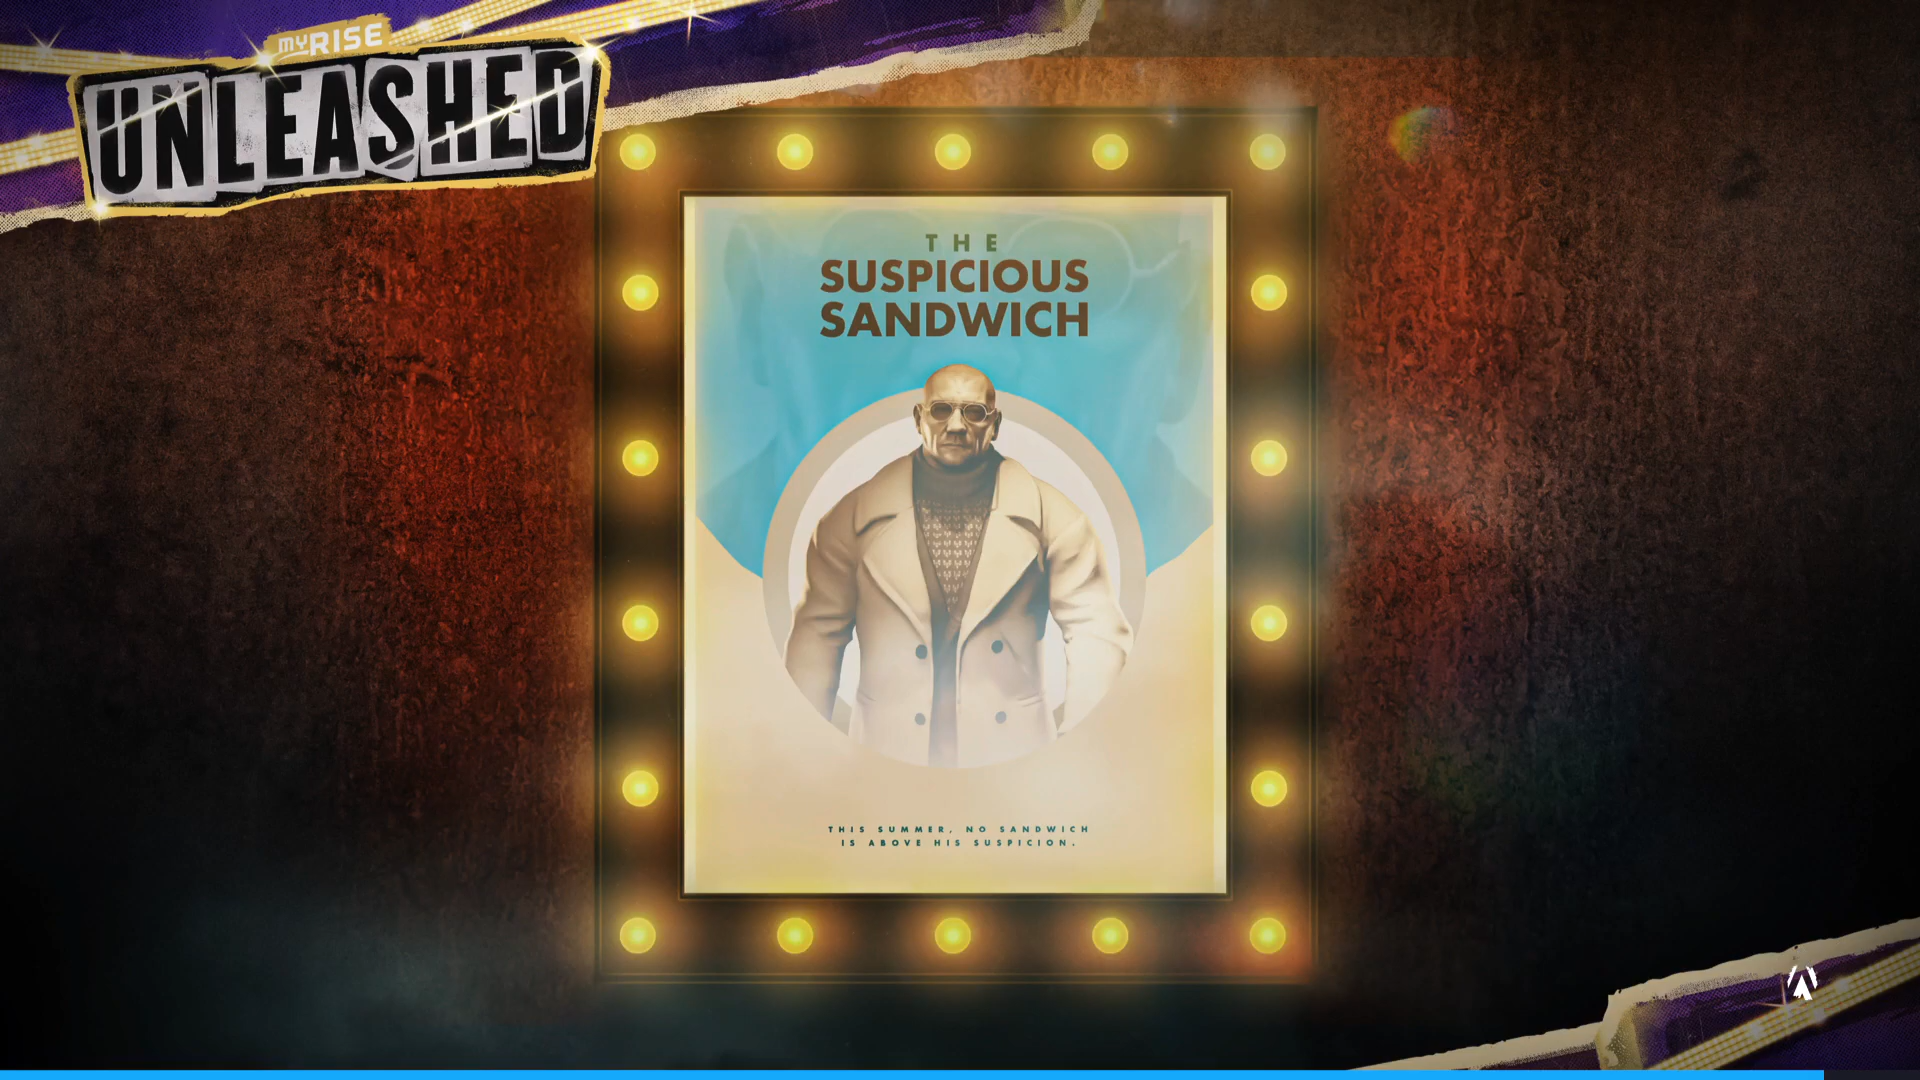 MYRISE
UNLEASHED
THE
SUSPICIOUS
SANDWICH
THIS SUMMER, NO SANDWICH
IS ABOVE HIS SUSPICION.